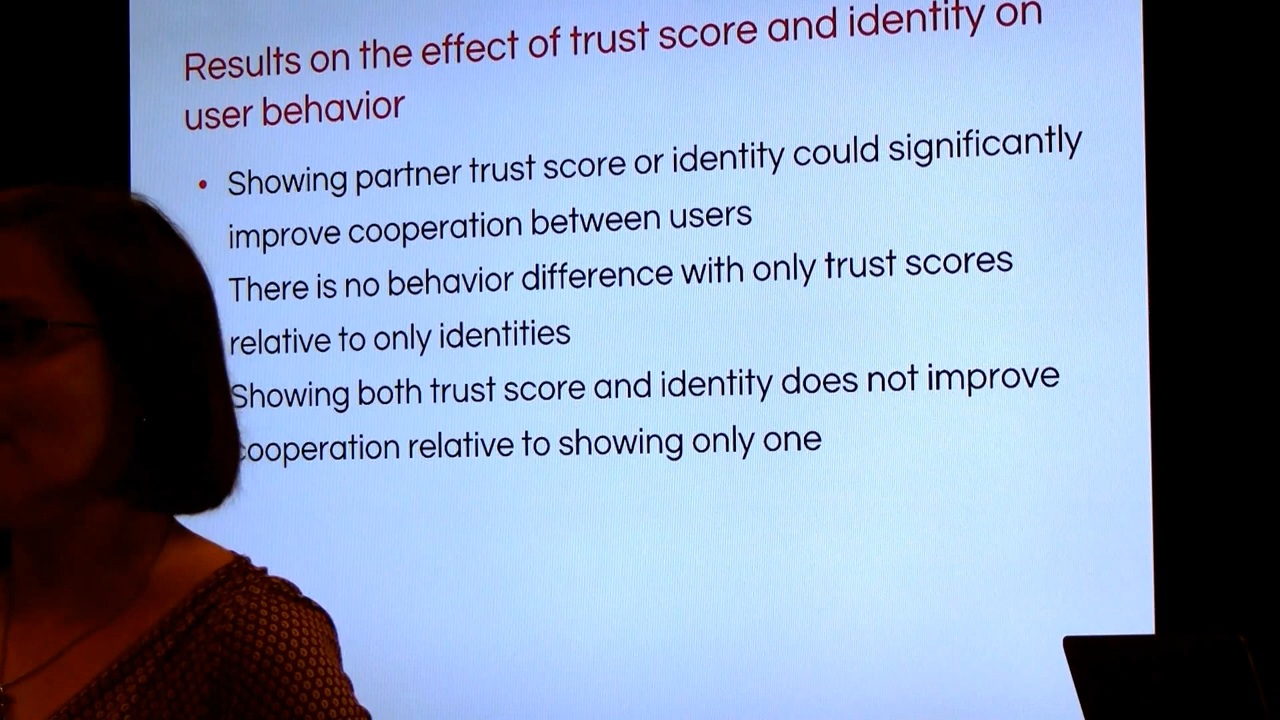 Results on the effect of trust score and identity on
user behavior
• Showing partner trust score or identity could significantly
improve cooperation between users
There is no behavior difference with only trust scores
relative to only identities
Showing both trust score and identity does not improve
cooperation relative to showing only one